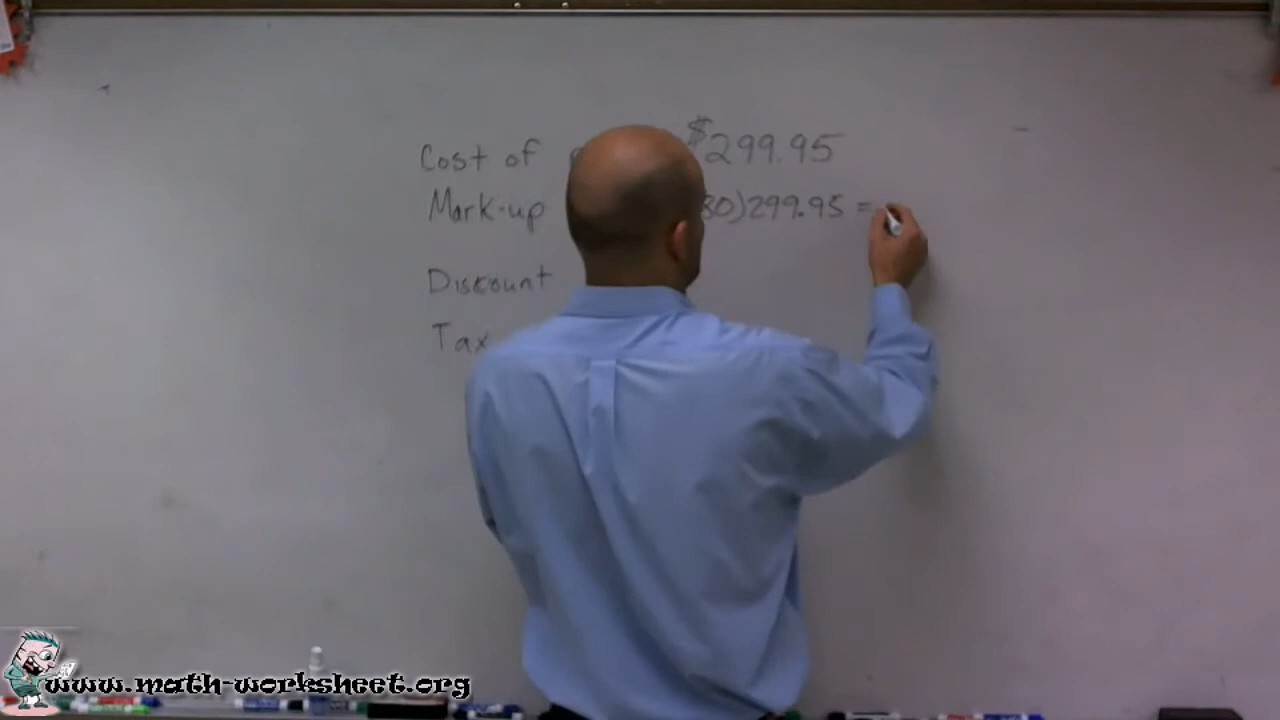 Cost of $299.95
Mark-up 80)299.95 =
Discount
Tax
www.math-worksheet.org